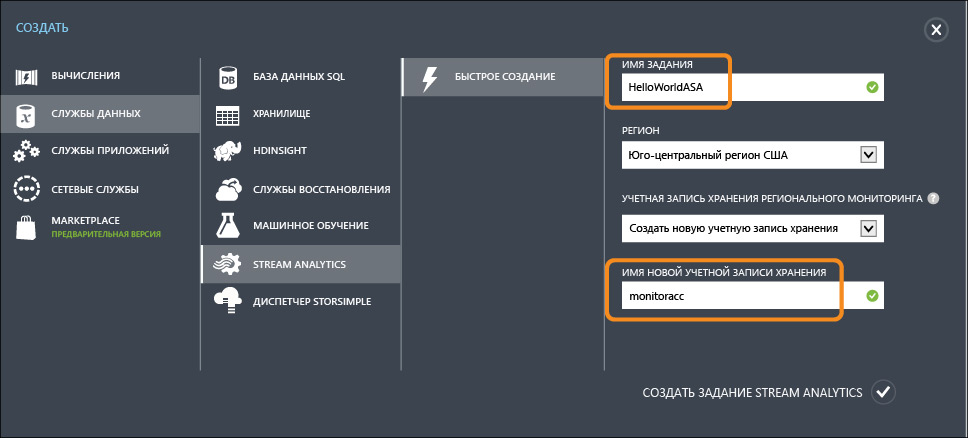 СОЗДАТЬ
ВЫЧИСЛЕНИЯ
СЛУЖБЫ ДАННЫХ
СЛУЖБЫ ПРИЛОЖЕНИЙ
СЕТЕВЫЕ СЛУЖБЫ
MARKETPLACE
ПРЕДВАРИТЕЛЬНАЯ ВЕРСИЯ
DB
БАЗА ДАННЫХ SQL
ХРАНИЛИЩЕ
HDINSIGHT
СЛУЖБЫ ВОССТАНОВЛЕНИЯ
МАШИННОЕ ОБУЧЕНИЕ
STREAM ANALYTICS
ДИСПЕТЧЕР STORSIMPLE
БЫСТРОЕ СОЗДАНИЕ
ИМЯ ЗАДАНИЯ
HelloWorldASA
РЕГИОН
Юго-центральный регион США
УЧЕТНАЯ ЗАПИСЬ ХРАНЕНИЯ РЕГИОНАЛЬНОГО МОНИТОРИНГА ?
Создать новую учетную запись хранения
ИМЯ НОВОЙ УЧЕТНОЙ ЗАПИСИ ХРАНЕНИЯ
monitoracc
СОЗДАТЬ ЗАДАНИЕ STREAM ANALYTICS